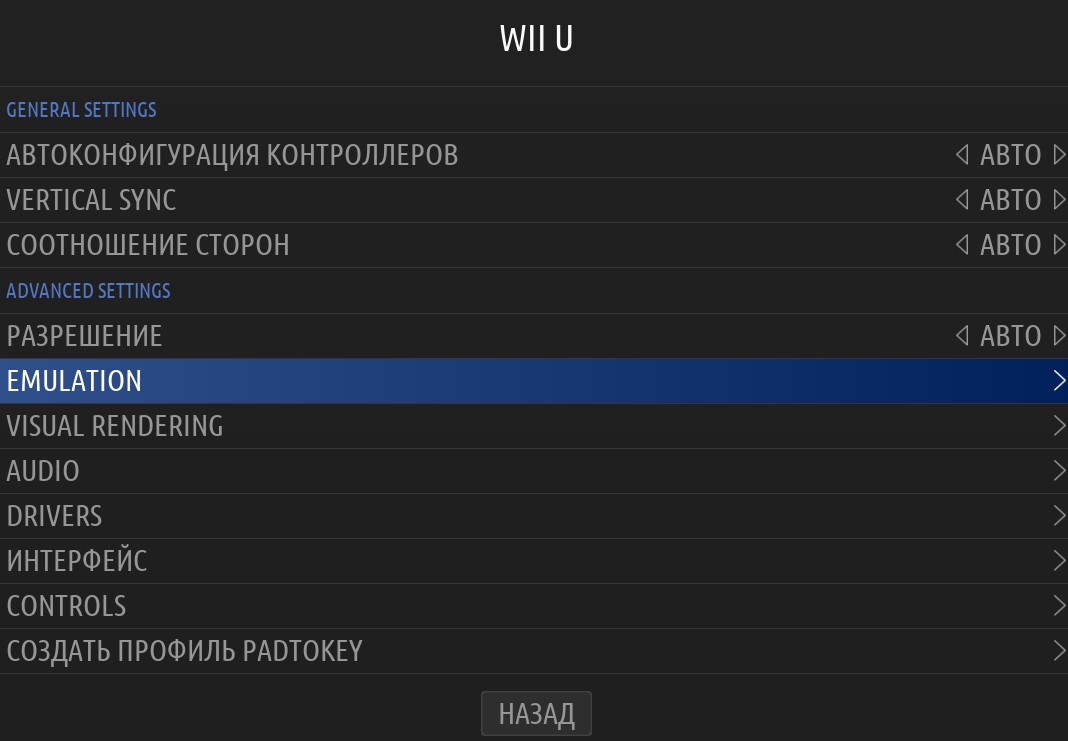 WII U
GENERAL SETTINGS
АВТОКОНФИГУРАЦИЯ КОНТРОЛЛЕРОВ АВТО
VERTICAL SYNC АВТО
СООТНОШЕНИЕ СТОРОН АВТО
ADVANCED SETTINGS
РАЗРЕШЕНИЕ АВТО
EMULATION
VISUAL RENDERING
AUDIO
DRIVERS
ИНТЕРФЕЙС
CONTROLS
СОЗДАТЬ ПРОФИЛЬ PADTOKEY
НАЗАД